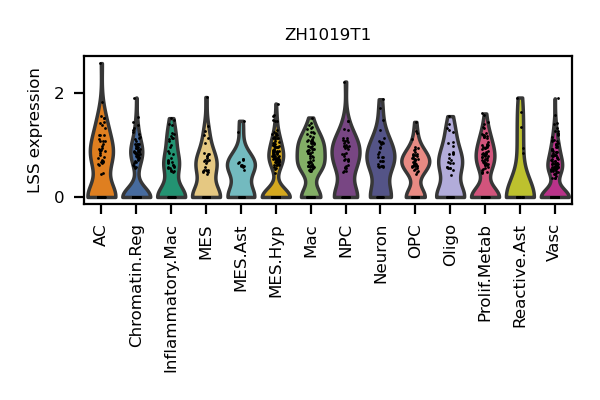 ZH1019T1
LSS expression
2
0
AC
Chromatin.Reg
Inflammatory.Mac
MES
MES.Ast
MES.Hyp
Mac
NPC
Neuron
OPC
Oligo
Prolif.Metab
Reactive.Ast
Vasc